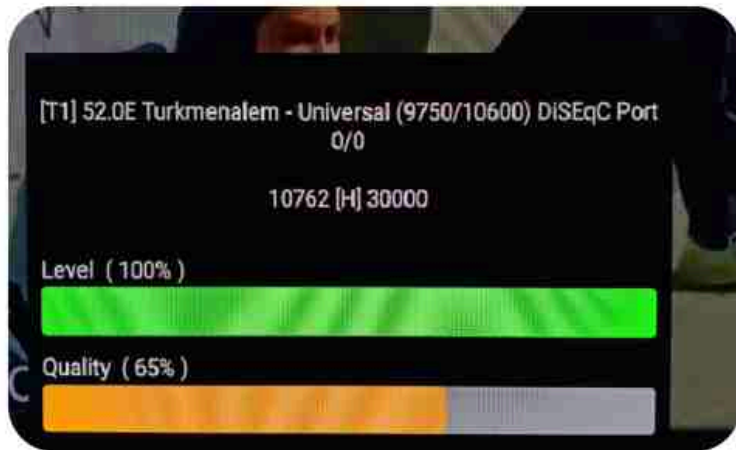 [T1] 52.0E Turkmenalem - Universal (9750/10600) DiSEqC Port
0/0
10762 [H] 30000
Level ( 100% )
Quality ( 65% )